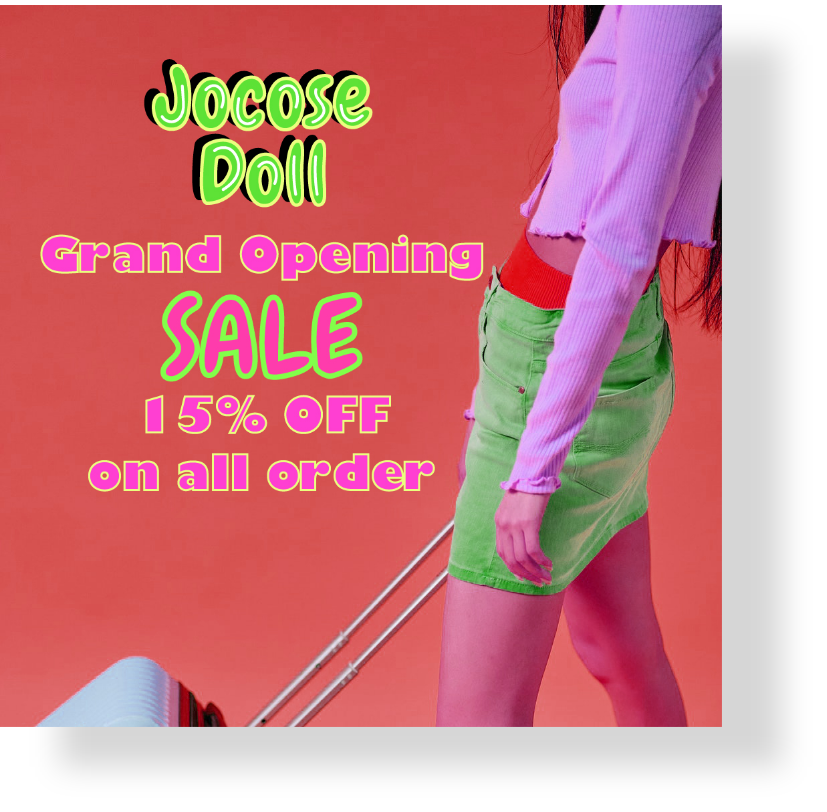 Jocose
Doll
Grand Opening
SALE
15% OFF
on all order